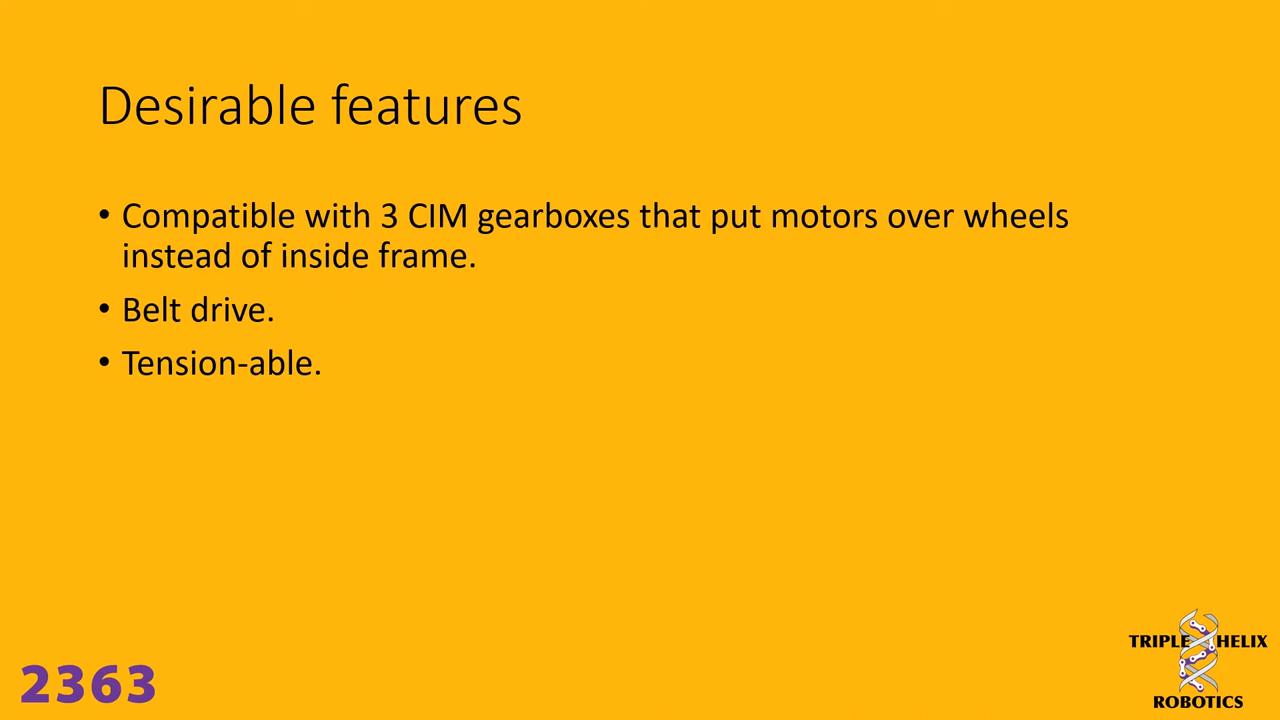 Desirable features
• Compatible with 3 CIM gearboxes that put motors over wheels
instead of inside frame.
• Belt drive.
• Tension-able.
2363
TRIPLE HELIX
ROBOTICS